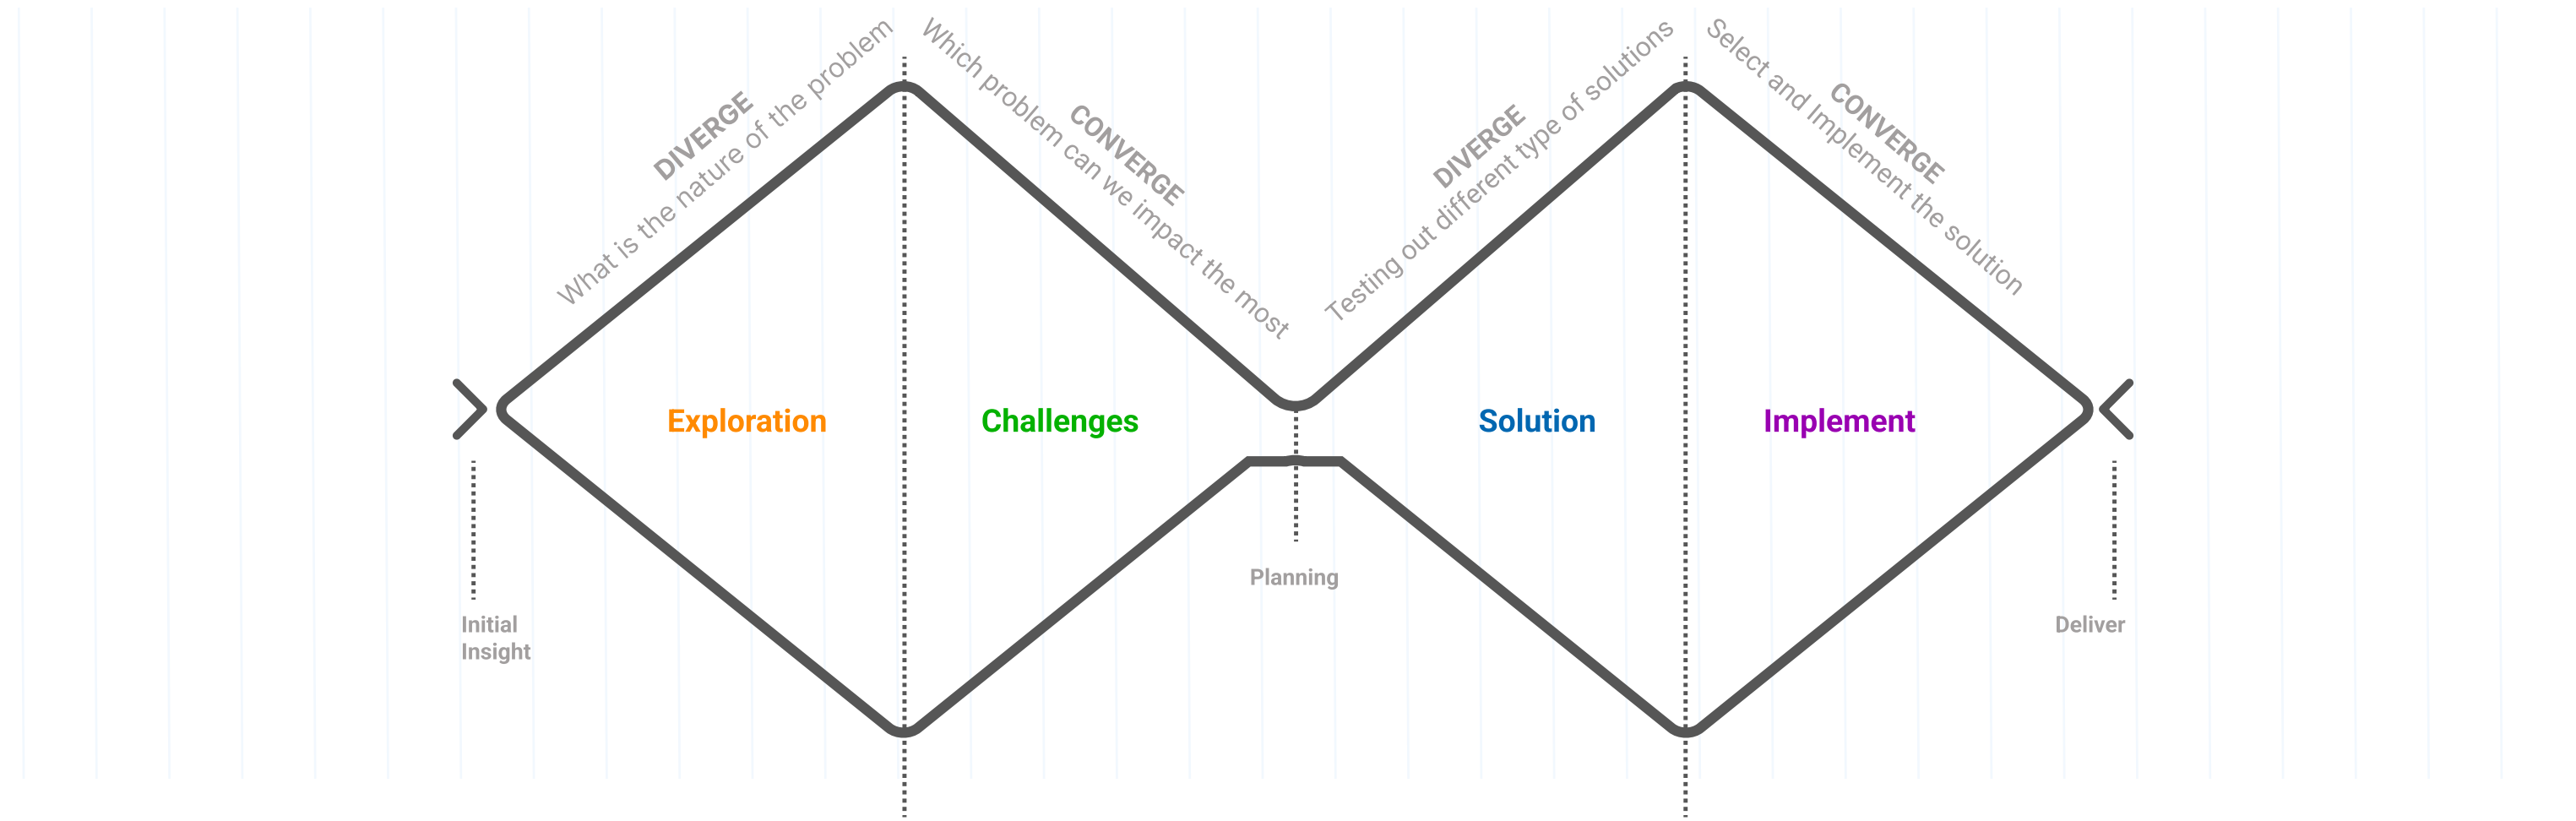 DIVERGE
What is the nature of the problem
CONVERGE
Which problem can we impact the most
DIVERGE
Testing out different type of solutions
CONVERGE
Select and Implement the solution
Exploration
Challenges
Solution
Implement
Planning
Initial
Insight
Deliver